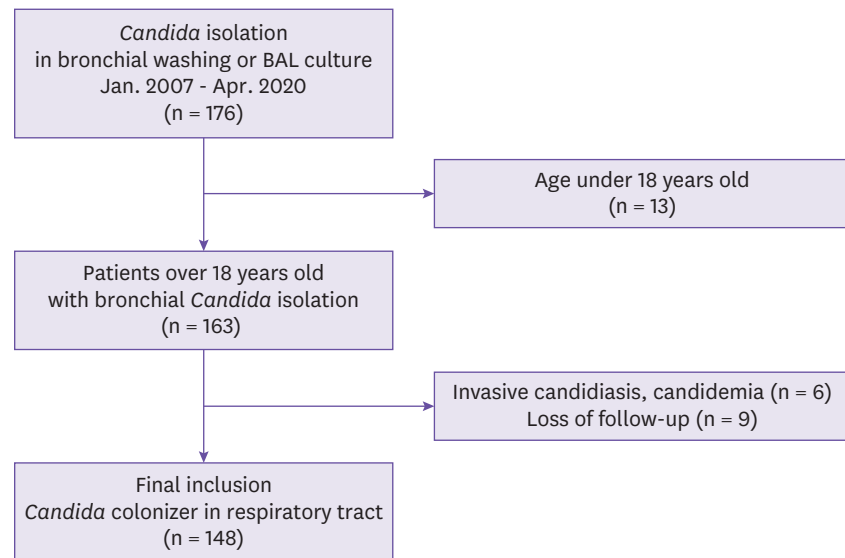 Candida isolation
in bronchial washing or BAL culture
Jan. 2007 - Apr. 2020
(n = 176)
Age under 18 years old
(n = 13)
Patients over 18 years old
with bronchial Candida isolation
(n = 163)
Invasive candidiasis, candidemia (n = 6)
Loss of follow-up (n = 9)
Final inclusion
Candida colonizer in respiratory tract
(n = 148)